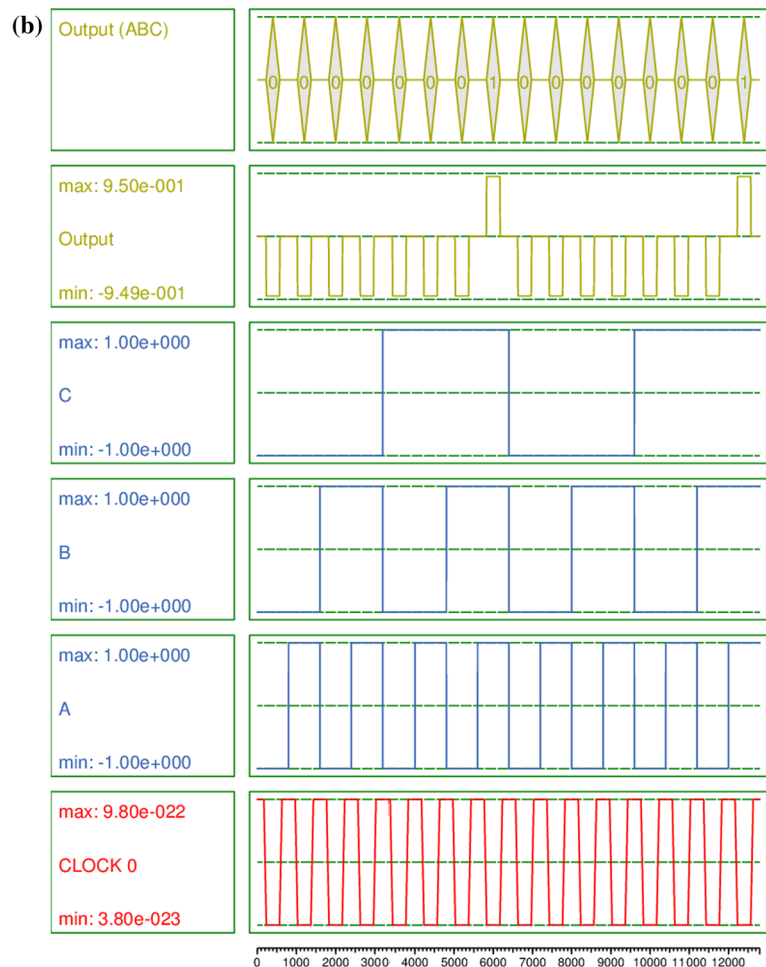 (b)
Output (ABC)
0 0 0 0 0 0 0 1 0 0 0 0 0 0 0 1
max: 9.50e-001
Output
min: -9.49e-001
max: 1.00e+000
C
min: -1.00e+000
max: 1.00e+000
B
min: -1.00e+000
max: 1.00e+000
A
min: -1.00e+000
max: 9.80e-022
CLOCK 0
min: 3.80e-023
0 1000 2000 3000 4000 5000 6000 7000 8000 9000 10000 11000 12000